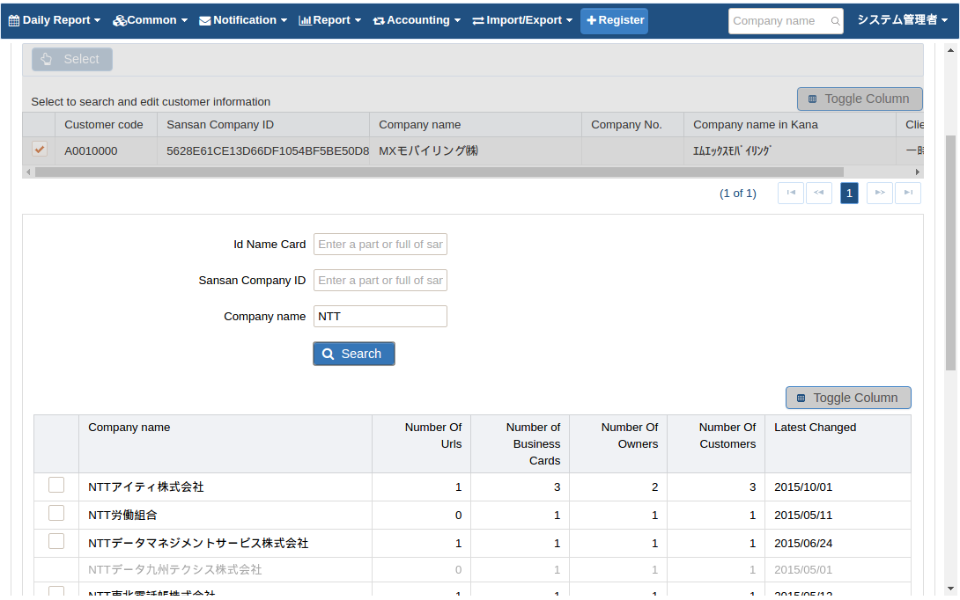 Daily Report Common Notification Report Accounting Import/Export Register Company name システム管理者
Select
Select to search and edit customer information
Toggle Column
Customer code Sansan Company ID Company name Company No. Company name in Kana Clie
A0010000 5628E61CE13D66DF1054BF5BE50D8 MXモバイリング㈱ ｴﾑｴｯｸｽﾓﾊﾞｲﾘﾝｸﾞ 一時
(1 of 1) 1
Id Name Card Enter a part or full of sar
Sansan Company ID Enter a part or full of sar
Company name NTT
Search
Toggle Column
Company name Number Of Urls Number of Business Cards Number Of Owners Number Of Customers Latest Changed
NTTアイティ株式会社 1 3 2 3 2015/10/01
NTT労働組合 0 1 1 1 2015/05/11
NTTデータマネジメントサービス株式会社 1 1 1 1 2015/06/24
NTTデータ九州テクシス株式会社 0 1 1 1 2015/05/01
NTT東北電話帳株式会社 1 1 1 1 2015/05/12